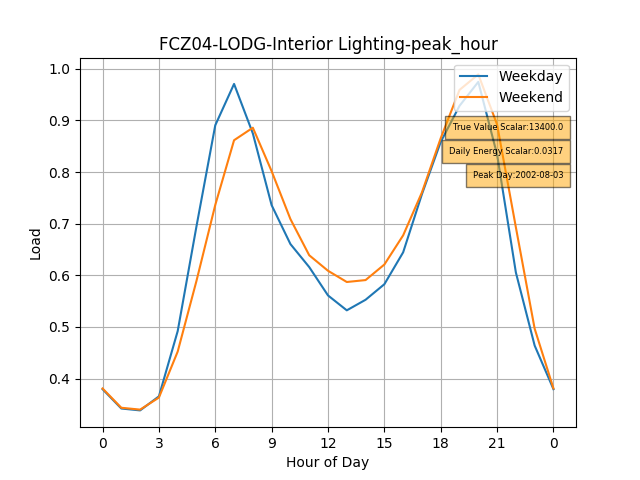 FCZ04-LODG-Interior Lighting-peak_hour
1.0
0.9
0.8
0.7
0.6
0.5
0.4
Load
Weekday
Weekend
True Value Scalar:13400.0
Daily Energy Scalar:0.0317
Peak Day:2002-08-03
0 3 6 9 12 15 18 21 0
Hour of Day